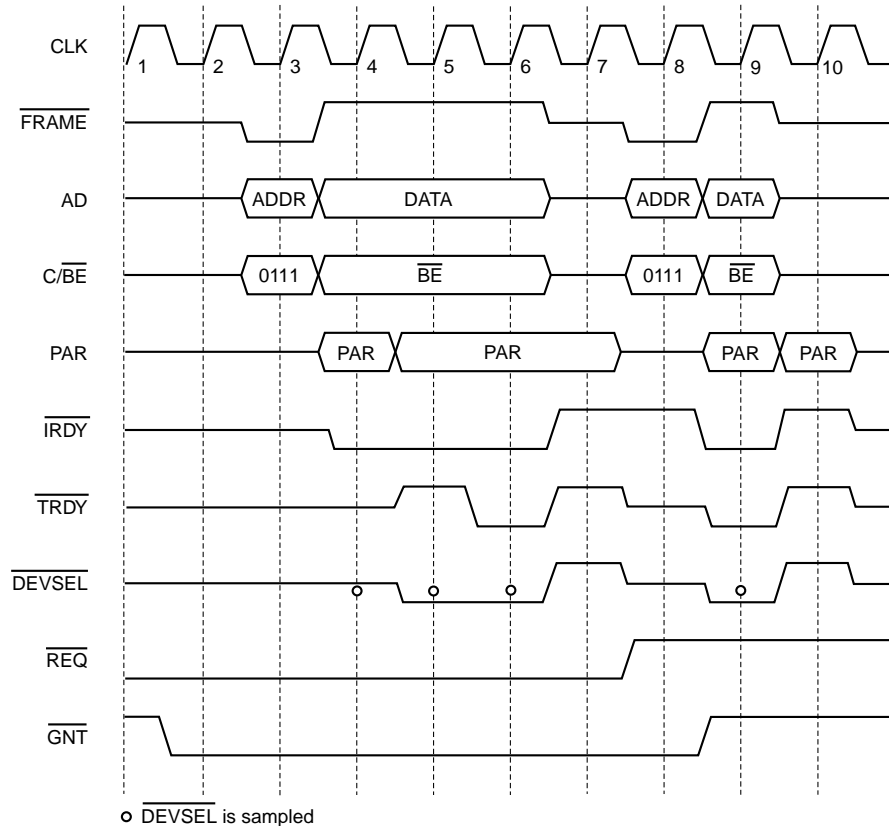 CLK
1 2 3 4 5 6 7 8 9 10
FRAME
AD
ADDR DATA ADDR DATA
C/BE
0111 BE 0111 BE
PAR
PAR PAR PAR PAR
IRDY
TRDY
DEVSEL
REQ
GNT
DEVSEL is sampled